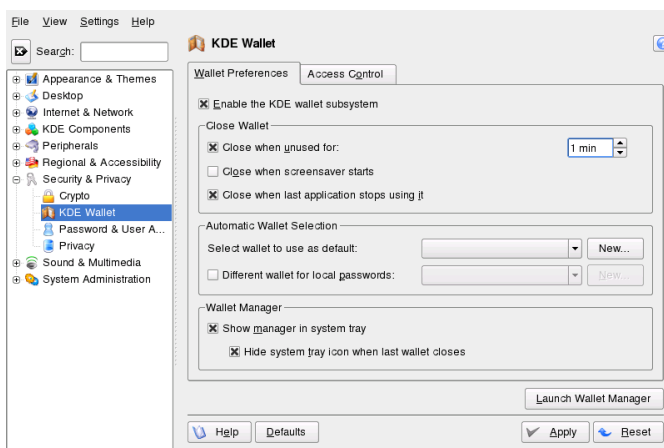 File View Settings Help
Search:
Appearance & Themes
Desktop
Internet & Network
KDE Components
Peripherals
Regional & Accessibility
Security & Privacy
Crypto
KDE Wallet
Password & User A...
Privacy
Sound & Multimedia
System Administration
KDE Wallet
Wallet Preferences Access Control
Enable the KDE wallet subsystem
Close Wallet
Close when unused for: 1 min
Close when screensaver starts
Close when last application stops using it
Automatic Wallet Selection
Select wallet to use as default: New...
Different wallet for local passwords: New...
Wallet Manager
Show manager in system tray
Hide system tray icon when last wallet closes
Launch Wallet Manager
Help Defaults Apply Reset